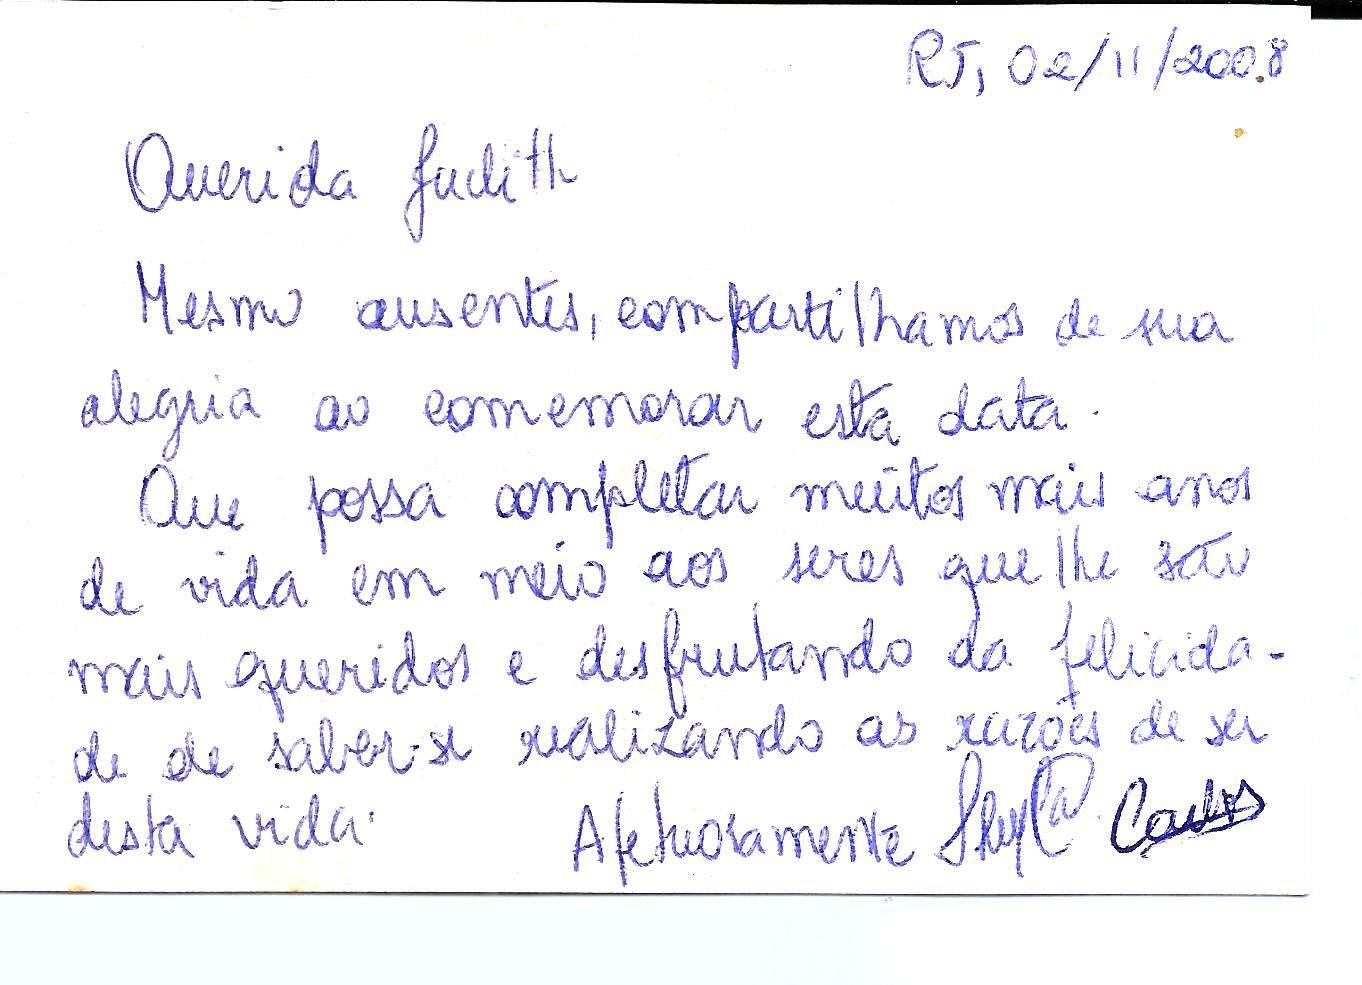 RJ, 02/11/2008
Querida Judith
Mesmo ausentes, compartilhamos de sua
alegria ao comemorar esta data.
Que possa completar muitos mais anos
de vida em meio aos seres que lhe são
mais queridos e desfrutando da felicida-
de de saber-se realizando as razões de ser
desta vida.
Afetuosamente Sheyla Carlos